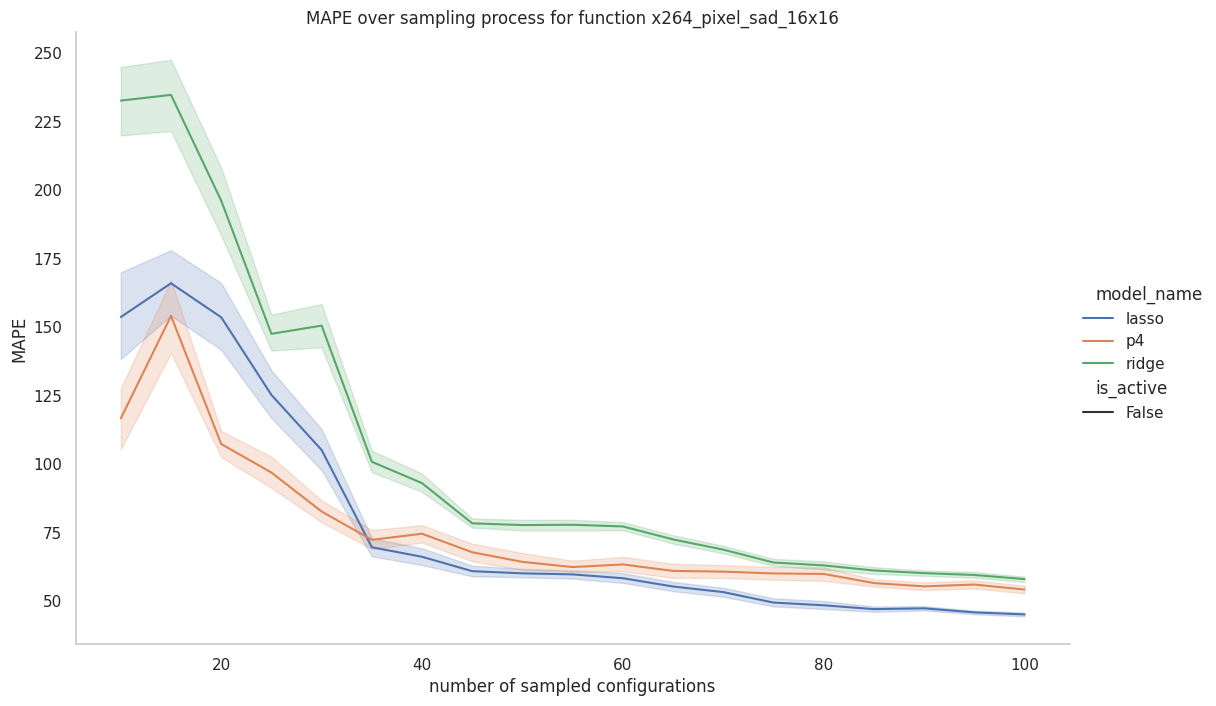 MAPE over sampling process for function x264_pixel_sad_16x16
MAPE
250
225
200
175
150
125
100
75
50
20
40
60
80
100
number of sampled configurations
model_name
lasso
p4
ridge
is_active
False